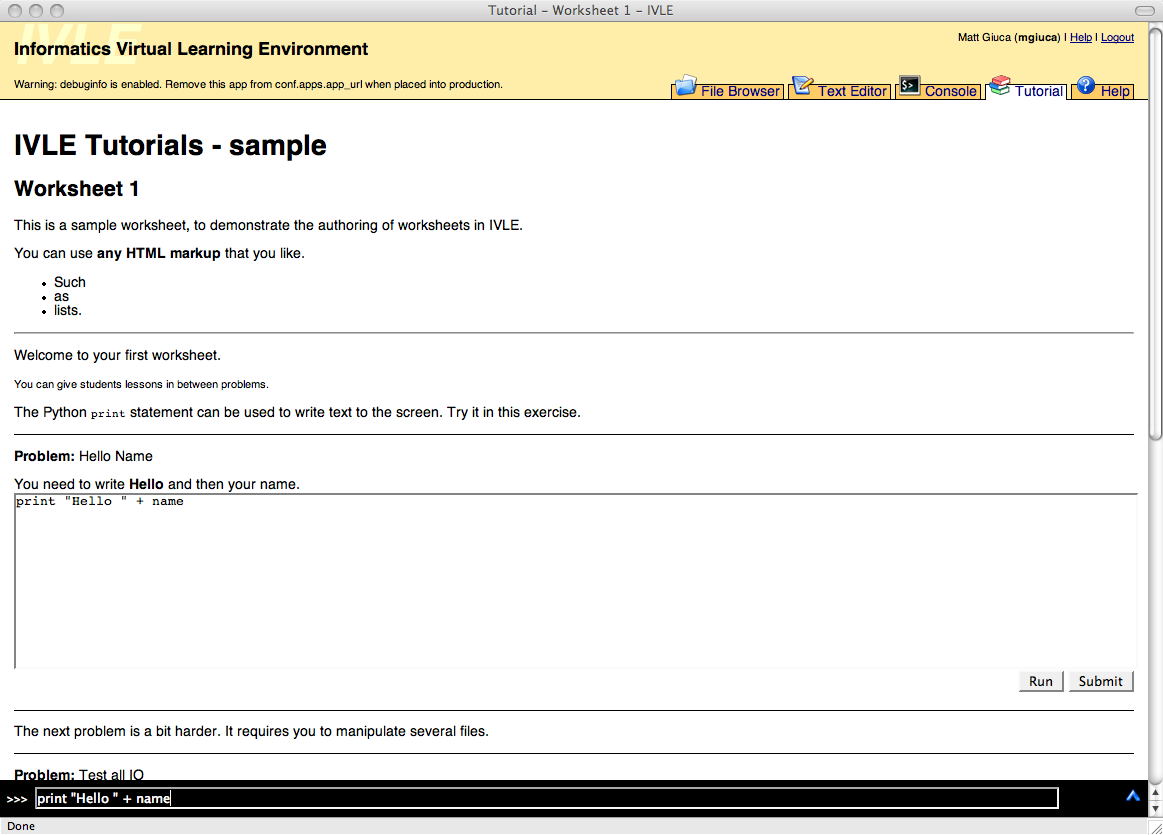 Tutorial – Worksheet 1 – IVLE
IVLE
Informatics Virtual Learning Environment
Matt Giuca (mgiuca) | Help | Logout
Warning: debuginfo is enabled. Remove this app from conf.apps.app_url when placed into production.
File Browser Text Editor Console Tutorial Help
IVLE Tutorials - sample
Worksheet 1
This is a sample worksheet, to demonstrate the authoring of worksheets in IVLE.
You can use any HTML markup that you like.
• Such
• as
• lists.
Welcome to your first worksheet.
You can give students lessons in between problems.
The Python print statement can be used to write text to the screen. Try it in this exercise.
Problem: Hello Name
You need to write Hello and then your name.
print "Hello " + name
Run Submit
The next problem is a bit harder. It requires you to manipulate several files.
Problem: Test all IO
>>> print "Hello " + name
Done